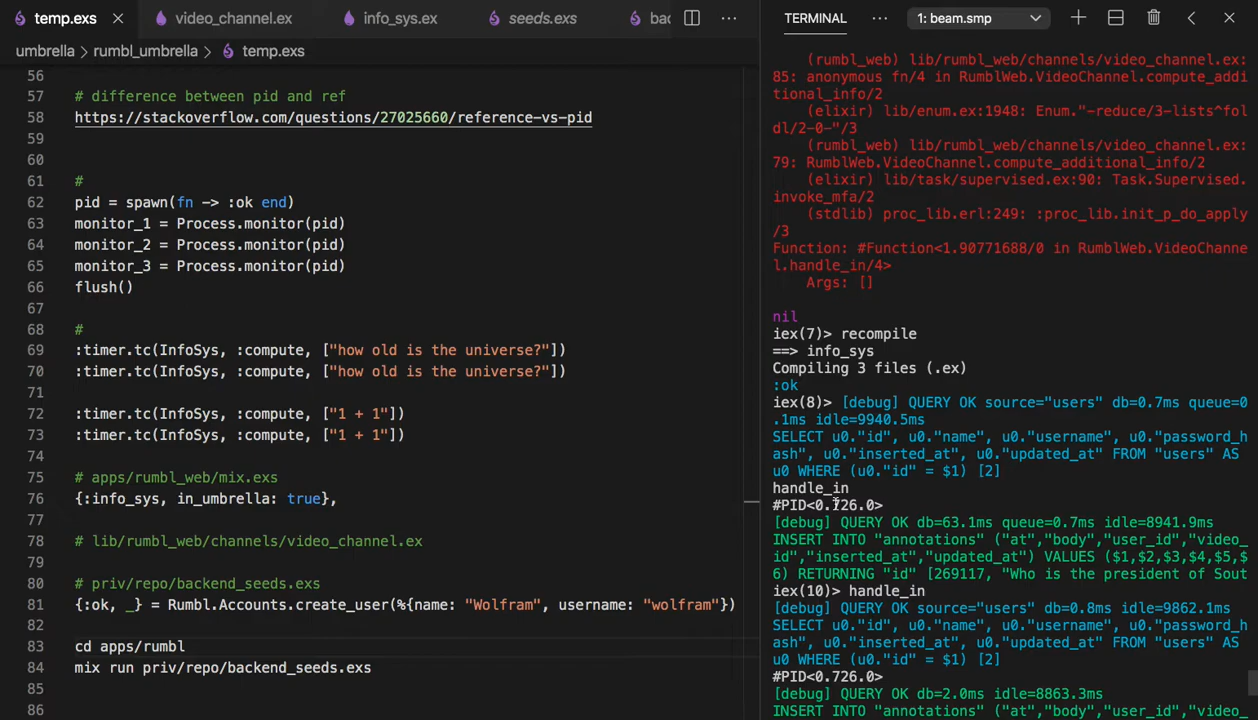 temp.exs
video_channel.ex
info_sys.ex
seeds.exs
bac
TERMINAL
1: beam.smp
umbrella > rumbl_umbrella > temp.exs
56
57 # difference between pid and ref
58 https://stackoverflow.com/questions/27025660/reference-vs-pid
59
60
61 #
62 pid = spawn(fn -> :ok end)
63 monitor_1 = Process.monitor(pid)
64 monitor_2 = Process.monitor(pid)
65 monitor_3 = Process.monitor(pid)
66 flush()
67
68 #
69 :timer.tc(InfoSys, :compute, ["how old is the universe?"])
70 :timer.tc(InfoSys, :compute, ["how old is the universe?"])
71
72 :timer.tc(InfoSys, :compute, ["1 + 1"])
73 :timer.tc(InfoSys, :compute, ["1 + 1"])
74
75 # apps/rumbl_web/mix.exs
76 {:info_sys, in_umbrella: true},
77
78 # lib/rumbl_web/channels/video_channel.ex
79
80 # priv/repo/backend_seeds.exs
81 {:ok, _} = Rumbl.Accounts.create_user(%{name: "Wolfram", username: "wolfram"})
82
83 cd apps/rumbl
84 mix run priv/repo/backend_seeds.exs
85
86
(rumbl_web) lib/rumbl_web/channels/video_channel.ex:
85: anonymous fn/4 in RumblWeb.VideoChannel.compute_addi
tional_info/2
(elixir) lib/enum.ex:1948: Enum."-reduce/3-lists^fol
dl/2-0-"/3
(rumbl_web) lib/rumbl_web/channels/video_channel.ex:
79: RumblWeb.VideoChannel.compute_additional_info/2
(elixir) lib/task/supervised.ex:90: Task.Supervised.
invoke_mfa/2
(stdlib) proc_lib.erl:249: :proc_lib.init_p_do_apply
/3
Function: #Function<1.90771688/0 in RumblWeb.VideoChanne
l.handle_in/4>
Args: []
nil
iex(7)> recompile
==> info_sys
Compiling 3 files (.ex)
:ok
iex(8)> [debug] QUERY OK source="users" db=0.7ms queue=0
.1ms idle=9940.5ms
SELECT u0."id", u0."name", u0."username", u0."password_h
ash", u0."inserted_at", u0."updated_at" FROM "users" AS
u0 WHERE (u0."id" = $1) [2]
handle_in
#PID<0.726.0>
[debug] QUERY OK db=63.1ms queue=0.7ms idle=8941.9ms
INSERT INTO "annotations" ("at","body","user_id","video_
id","inserted_at","updated_at") VALUES ($1,$2,$3,$4,$5,$
6) RETURNING "id" [269117, "Who is the president of Sout
iex(10)> handle_in
[debug] QUERY OK source="users" db=0.8ms idle=9862.1ms
SELECT u0."id", u0."name", u0."username", u0."password_h
ash", u0."inserted_at", u0."updated_at" FROM "users" AS
u0 WHERE (u0."id" = $1) [2]
#PID<0.726.0>
[debug] QUERY OK db=2.0ms idle=8863.3ms
INSERT INTO "annotations" ("at","body","user_id","video_